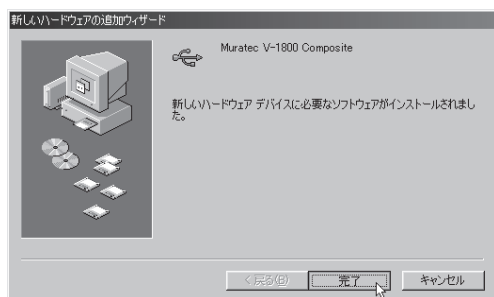 新しいハードウェアの追加ウィザード
Muratec V-1800 Composite
新しいハードウェア デバイスに必要なソフトウェアがインストールされまし
た。
< 戻る(B)
完了
キャンセル